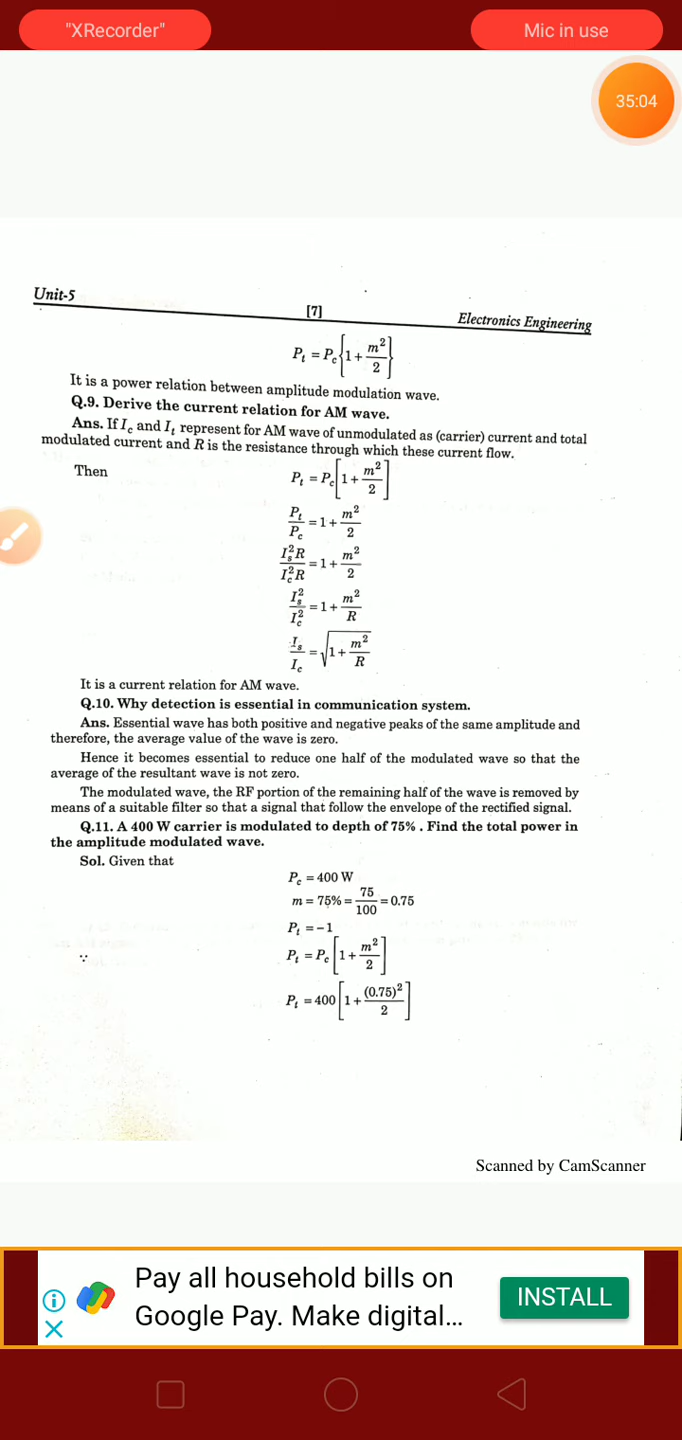 "XRecorder"
Mic in use
35:04
Unit-5
[7]
Electronics Engineering
P_t = P_c{1 + m²/2}
It is a power relation between amplitude modulation wave.
Q.9. Derive the current relation for AM wave.
Ans. If I_c and I_t represent for AM wave of unmodulated as (carrier) current and total
modulated current and R is the resistance through which these current flow.
Then P_t = P_c[1 + m²/2]
P_t/P_c = 1 + m²/2
I_s²R/I_c²R = 1 + m²/2
I_s²/I_c² = 1 + m²/R
I_s/I_c = √(1 + m²/R)
It is a current relation for AM wave.
Q.10. Why detection is essential in communication system.
Ans. Essential wave has both positive and negative peaks of the same amplitude and
therefore, the average value of the wave is zero.
Hence it becomes essential to reduce one half of the modulated wave so that the
average of the resultant wave is not zero.
The modulated wave, the RF portion of the remaining half of the wave is removed by
means of a suitable filter so that a signal that follow the envelope of the rectified signal.
Q.11. A 400 W carrier is modulated to depth of 75% . Find the total power in
the amplitude modulated wave.
Sol. Given that
P_c = 400 W
m = 75% = 75/100 = 0.75
P_t = –1
∵ P_t = P_c[1 + m²/2]
P_t = 400[1 + (0.75)²/2]
Scanned by CamScanner
Pay all household bills on
Google Pay. Make digital...
INSTALL